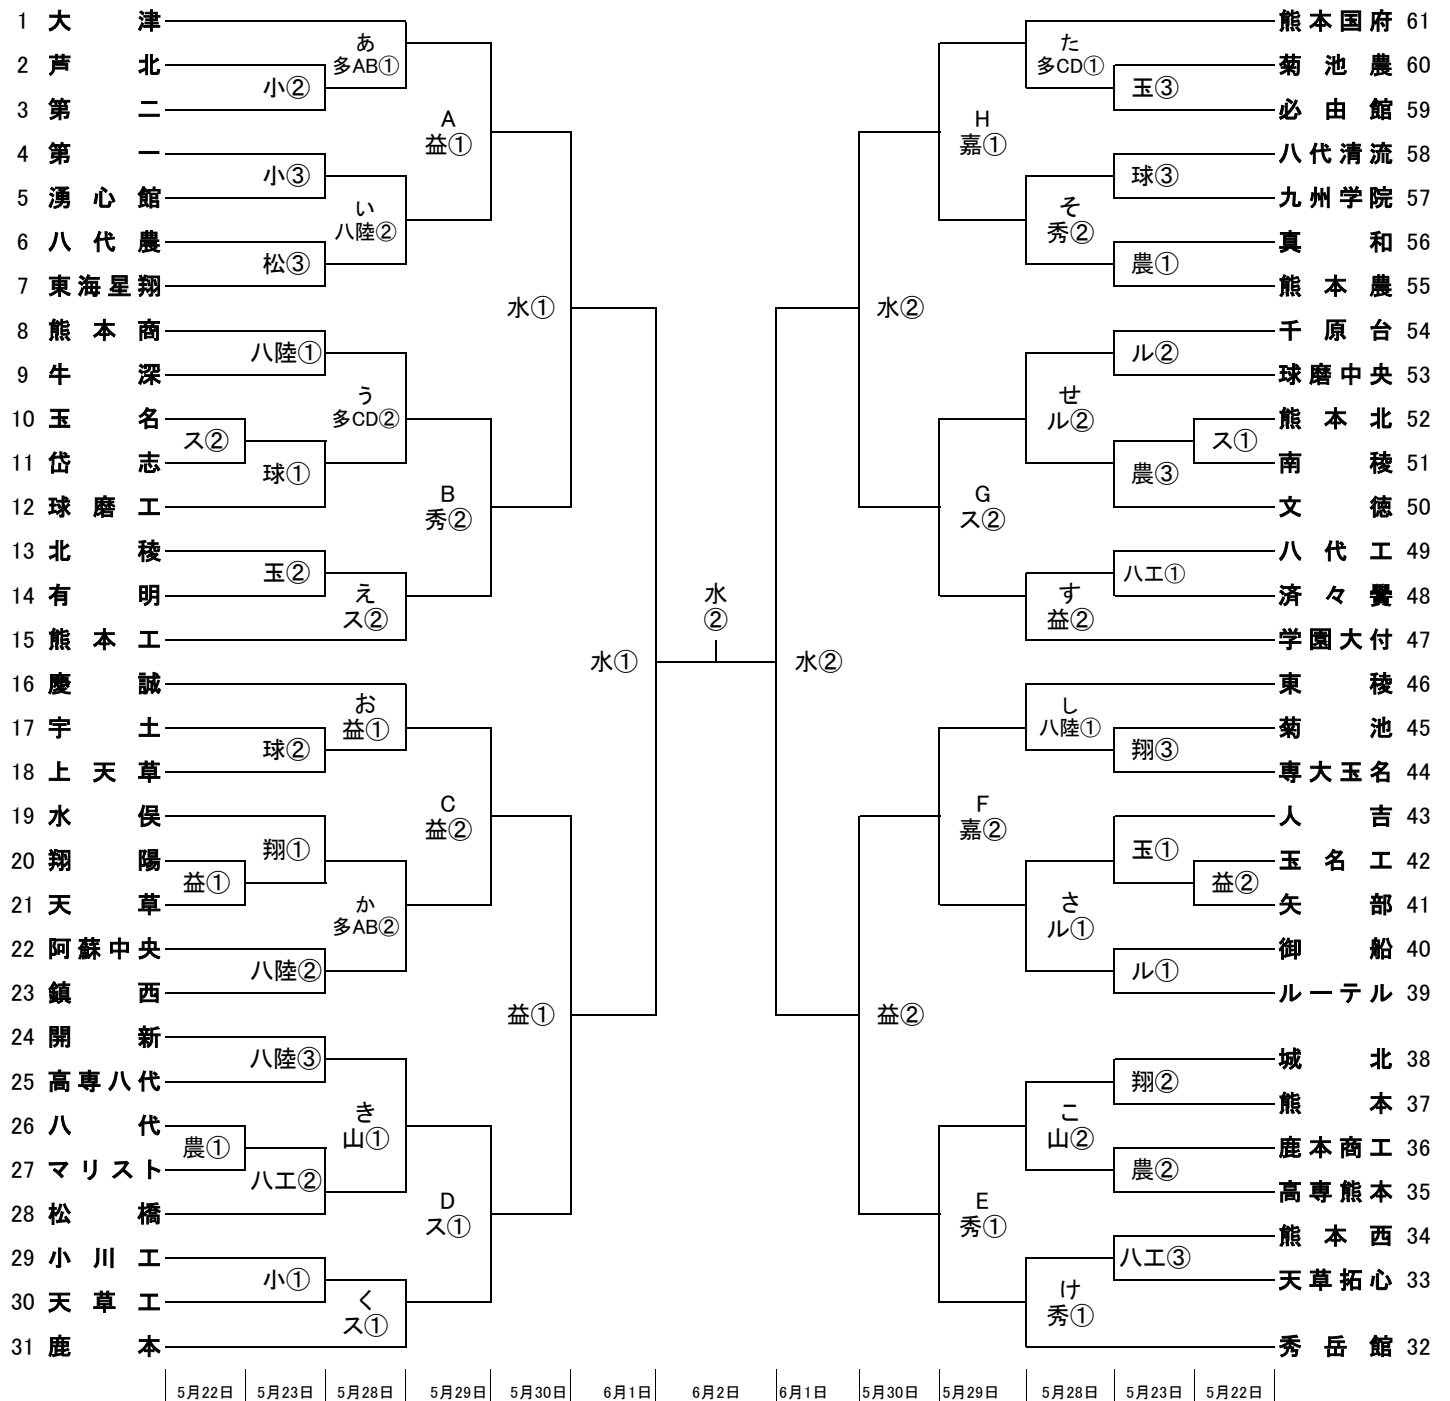 1 大津
2 芦北
3 第二
4 第一
5 湧心館
6 八代農
7 東海星翔
8 熊本商
9 牛深
10 玉名
11 岱志
12 球磨工
13 北稜
14 有明
15 熊本工
16 慶誠
17 宇土
18 上天草
19 水俣
20 翔陽
21 天草
22 阿蘇中央
23 鎮西
24 開新
25 高専八代
26 八代
27 マリスト
28 松橋
29 小川工
30 天草工
31 鹿本
ス②
益①
農①
小②
小③
松③
八陸①
球①
玉②
球②
翔①
八陸②
八陸③
八工②
小①
あ
多AB①
い
八陸②
う
多CD②
え
ス②
お
益①
か
多AB②
き
山①
く
ス①
A
益①
B
秀②
C
益②
D
ス①
水①
益①
水①
水
②
水②
水②
益②
H
嘉①
G
ス②
F
嘉②
E
秀①
た
多CD①
そ
秀②
せ
ル②
す
益②
し
八陸①
さ
ル①
こ
山②
け
秀①
玉③
球③
農①
ル②
農③
八工①
翔③
玉①
ル①
翔②
農②
八工③
ス①
益②
熊本国府 61
菊池農 60
必由館 59
八代清流 58
九州学院 57
真和 56
熊本農 55
千原台 54
球磨中央 53
熊本北 52
南稜 51
文徳 50
八代工 49
済々黌 48
学園大付 47
東稜 46
菊池 45
専大玉名 44
人吉 43
玉名工 42
矢部 41
御船 40
ルーテル 39
城北 38
熊本 37
鹿本商工 36
高専熊本 35
熊本西 34
天草拓心 33
秀岳館 32
5月22日 5月23日 5月28日 5月29日 5月30日 6月1日 6月2日 6月1日 5月30日 5月29日 5月28日 5月23日 5月22日